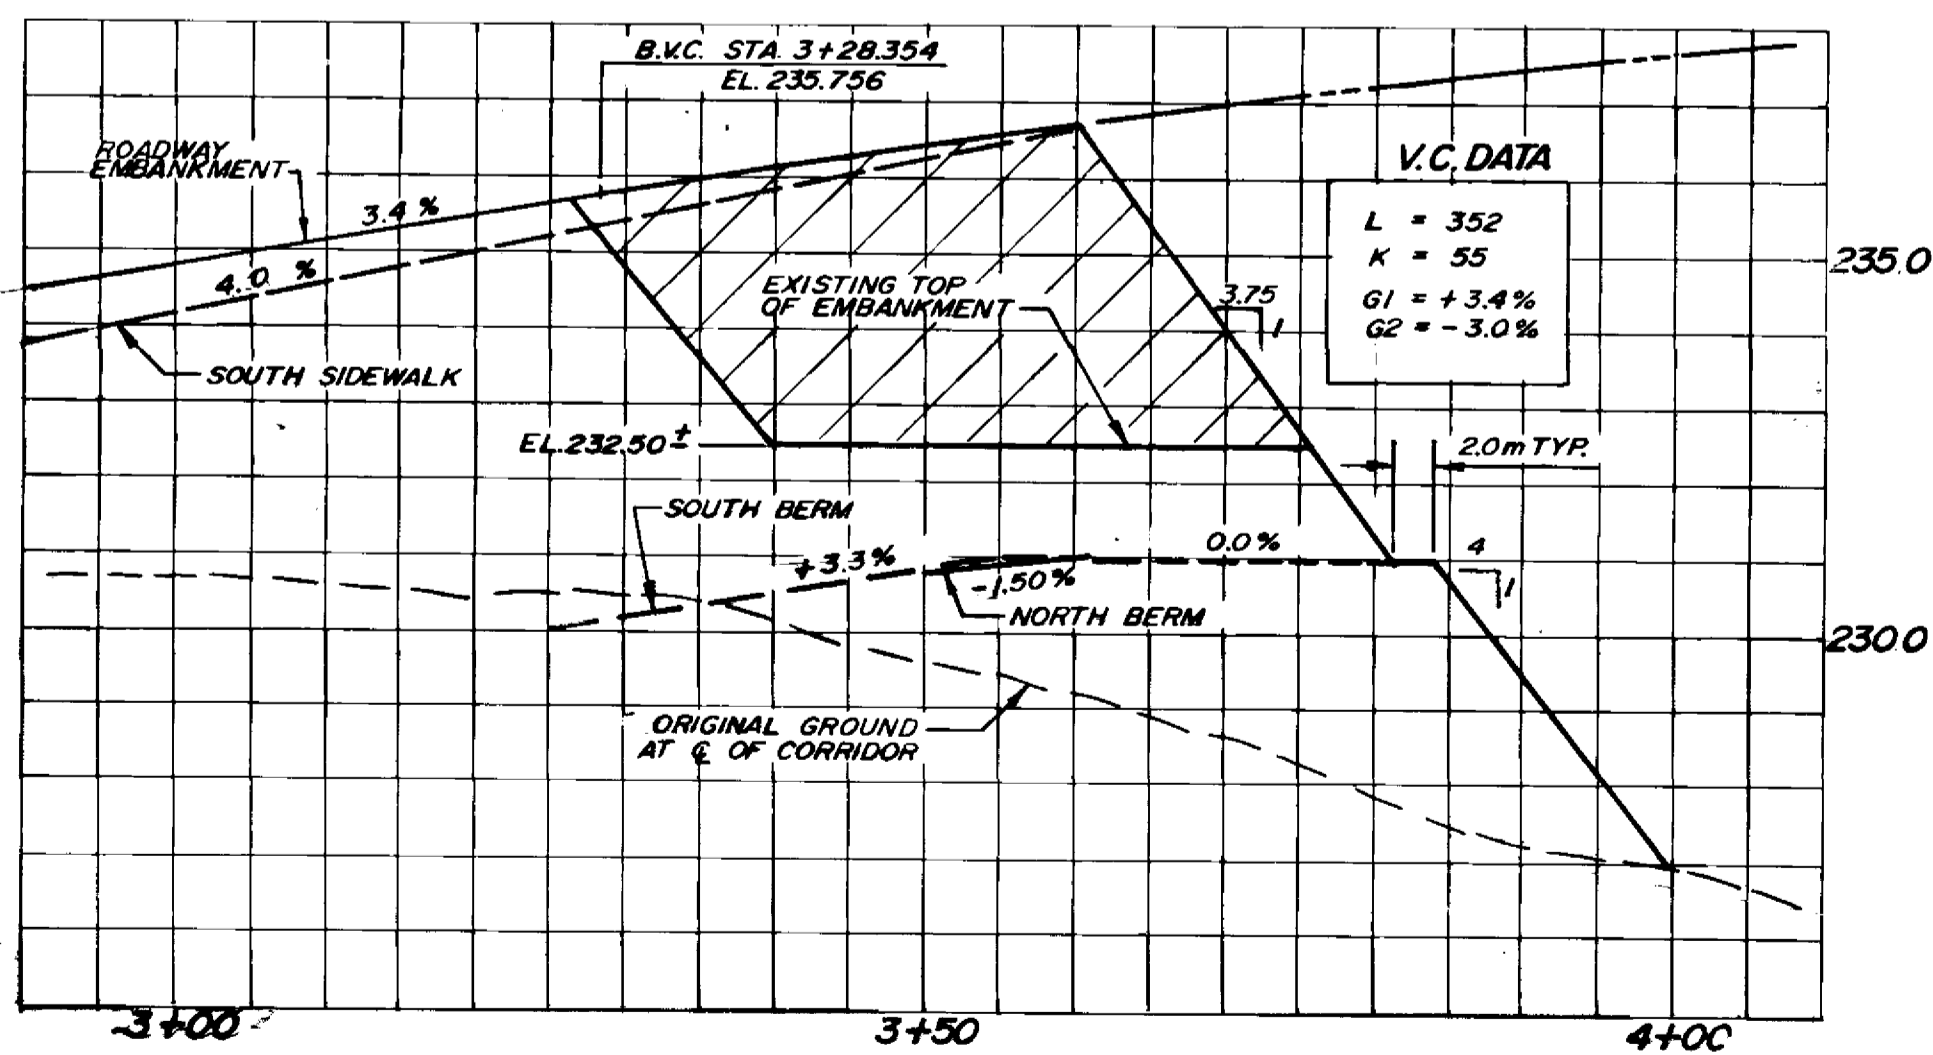 B.V.C. STA. 3+28.354
EL. 235.756
ROADWAY
EMBANKMENT
3.4 %
4.0 %
SOUTH SIDEWALK
EXISTING TOP
OF EMBANKMENT
3.75
1
V.C. DATA
L = 352
K = 55
G1 = + 3.4 %
G2 = - 3.0 %
235.0
EL. 232.50 ±
2.0m TYP.
SOUTH BERM
+ 3.3 %
0.0 %
4
1
-1.50 %
NORTH BERM
230.0
ORIGINAL GROUND
AT ℄ OF CORRIDOR
3+00
3+50
4+00